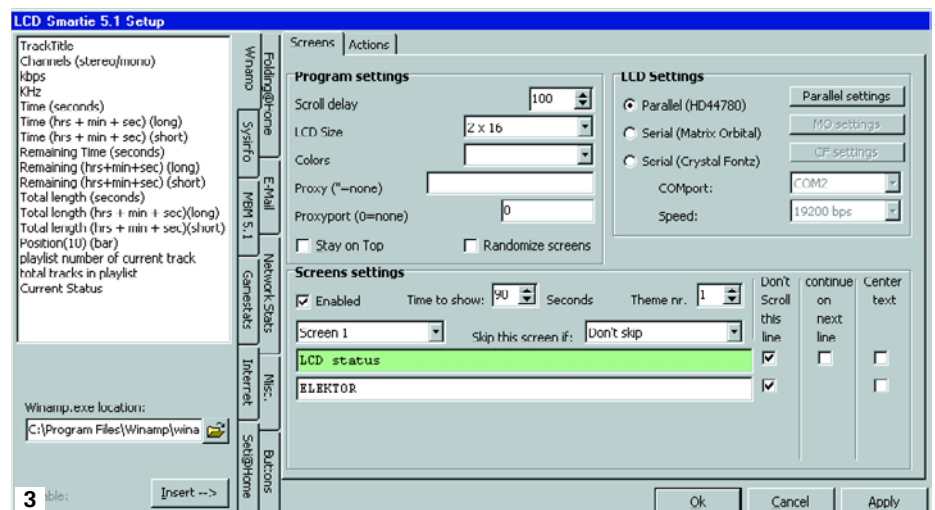 LCD Smartie 5.1 Setup
TrackTitle
Channels (stereo/mono)
kbps
KHz
Time (seconds)
Time (hrs + min + sec) (long)
Time (hrs + min + sec) (short)
Remaining Time (seconds)
Remaining (hrs+min+sec) (long)
Remaining (hrs+min+sec) (short)
Total length (seconds)
Total length (hrs + min + sec)(long)
Total length (hrs + min + sec)(short)
Position(10) (bar)
playlist number of current track
total tracks in playlist
Current Status
Winamp.exe location:
C:\Program Files\Winamp\wina
3
Insert -->
Winamp
Sysinfo
MBM 5.1
Gamestats
Internet
Seti@Home
Folding@Home
E-Mail
Network Stats
Misc.
Buttons
Screens
Actions
Program settings
Scroll delay
100
LCD Size
2 x 16
Colors
Proxy (''=none)
Proxyport (0=none)
0
Stay on Top
Randomize screens
LCD Settings
Parallel (HD44780)
Parallel settings
Serial (Matrix Orbital)
MO settings
Serial (Crystal Fontz)
CF settings
COMport:
COM2
Speed:
19200 bps
Screens settings
Enabled
Time to show:
90
Seconds
Theme nr.
1
Screen 1
Skip this screen if:
Don't skip
Don't
Scroll
this
line
continue
on
next
line
Center
text
LCD status
ELEKTOR
Ok
Cancel
Apply